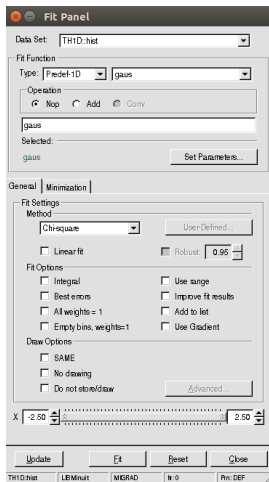 Fit Panel
Data Set: TH1D::hist
Fit Function
Type: Predef-1D gaus
Operation
Nop Add Conv
gaus
Selected:
gaus Set Parameters...
General Minimization
Fit Settings
Method
Chi-square User-Defined...
Linear fit Robust: 0.95
Fit Options
Integral Use range
Best errors Improve fit results
All weights = 1 Add to list
Empty bins, weights=1 Use Gradient
Draw Options
SAME
No drawing
Do not store/draw Advanced...
X -2.50 2.50
Update Fit Reset Close
TH1D::hist LIB Minuit MIGRAD Itr: 0 Prn: DEF